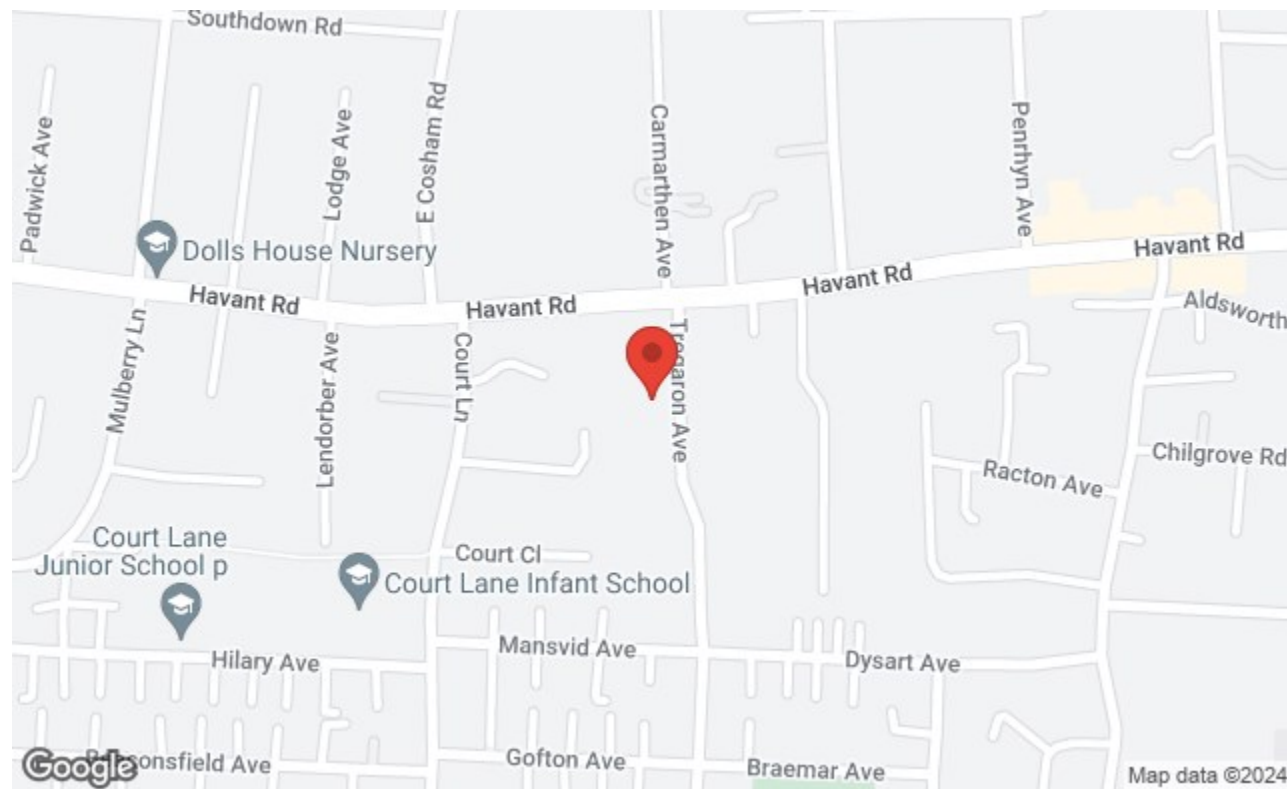 Southdown Rd
Padwick Ave
Lodge Ave
E Cosham Rd
Carmarthen Ave
Penrhyn Ave
Dolls House Nursery
Havant Rd
Havant Rd
Havant Rd
Havant Rd
Aldsworth
Mulberry Ln
Lendorber Ave
Court Ln
Tregaron Ave
Chilgrove Rd
Racton Ave
Court Lane
Junior School p
Court Cl
Court Lane Infant School
Mansvid Ave
Hilary Ave
Dysart Ave
Gofton Ave
Braemar Ave
Google
Map data ©2024